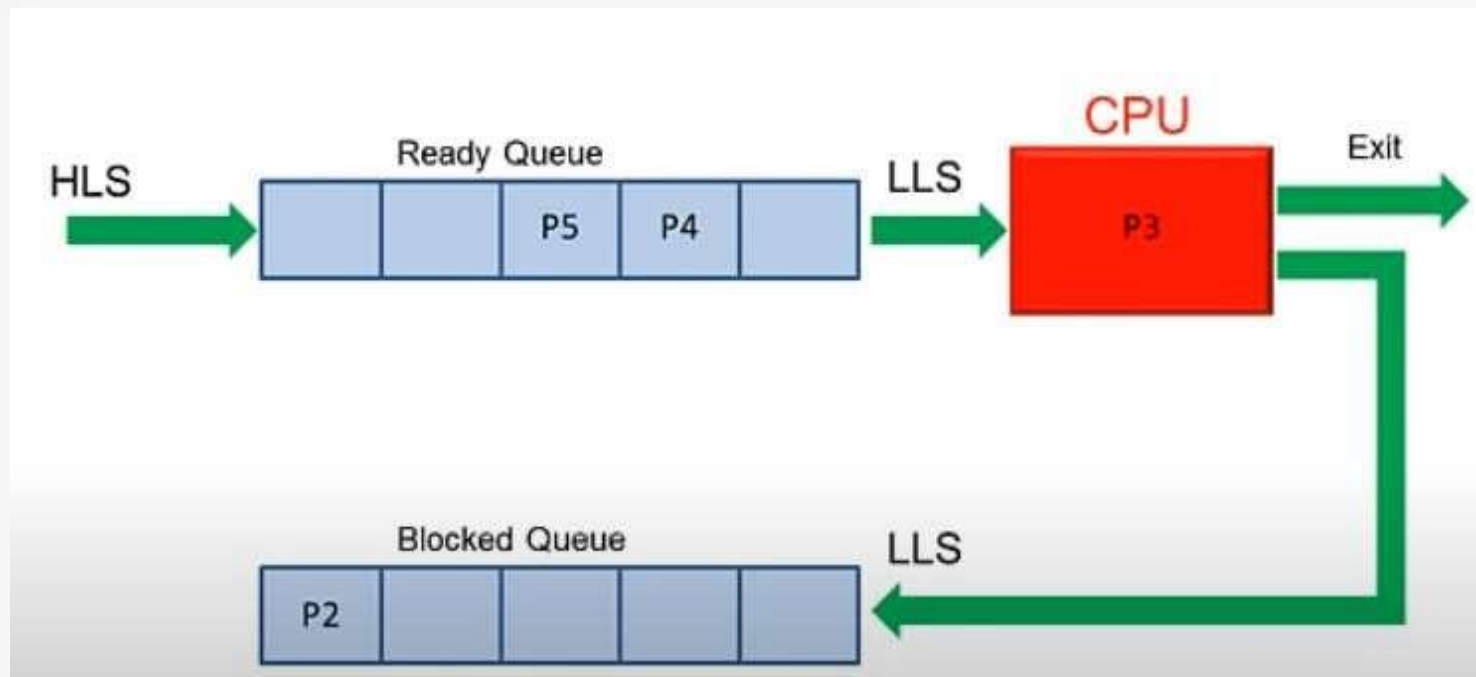 CPU
Ready Queue
Exit
HLS
LLS
P5
P4
P3
Blocked Queue
LLS
P2